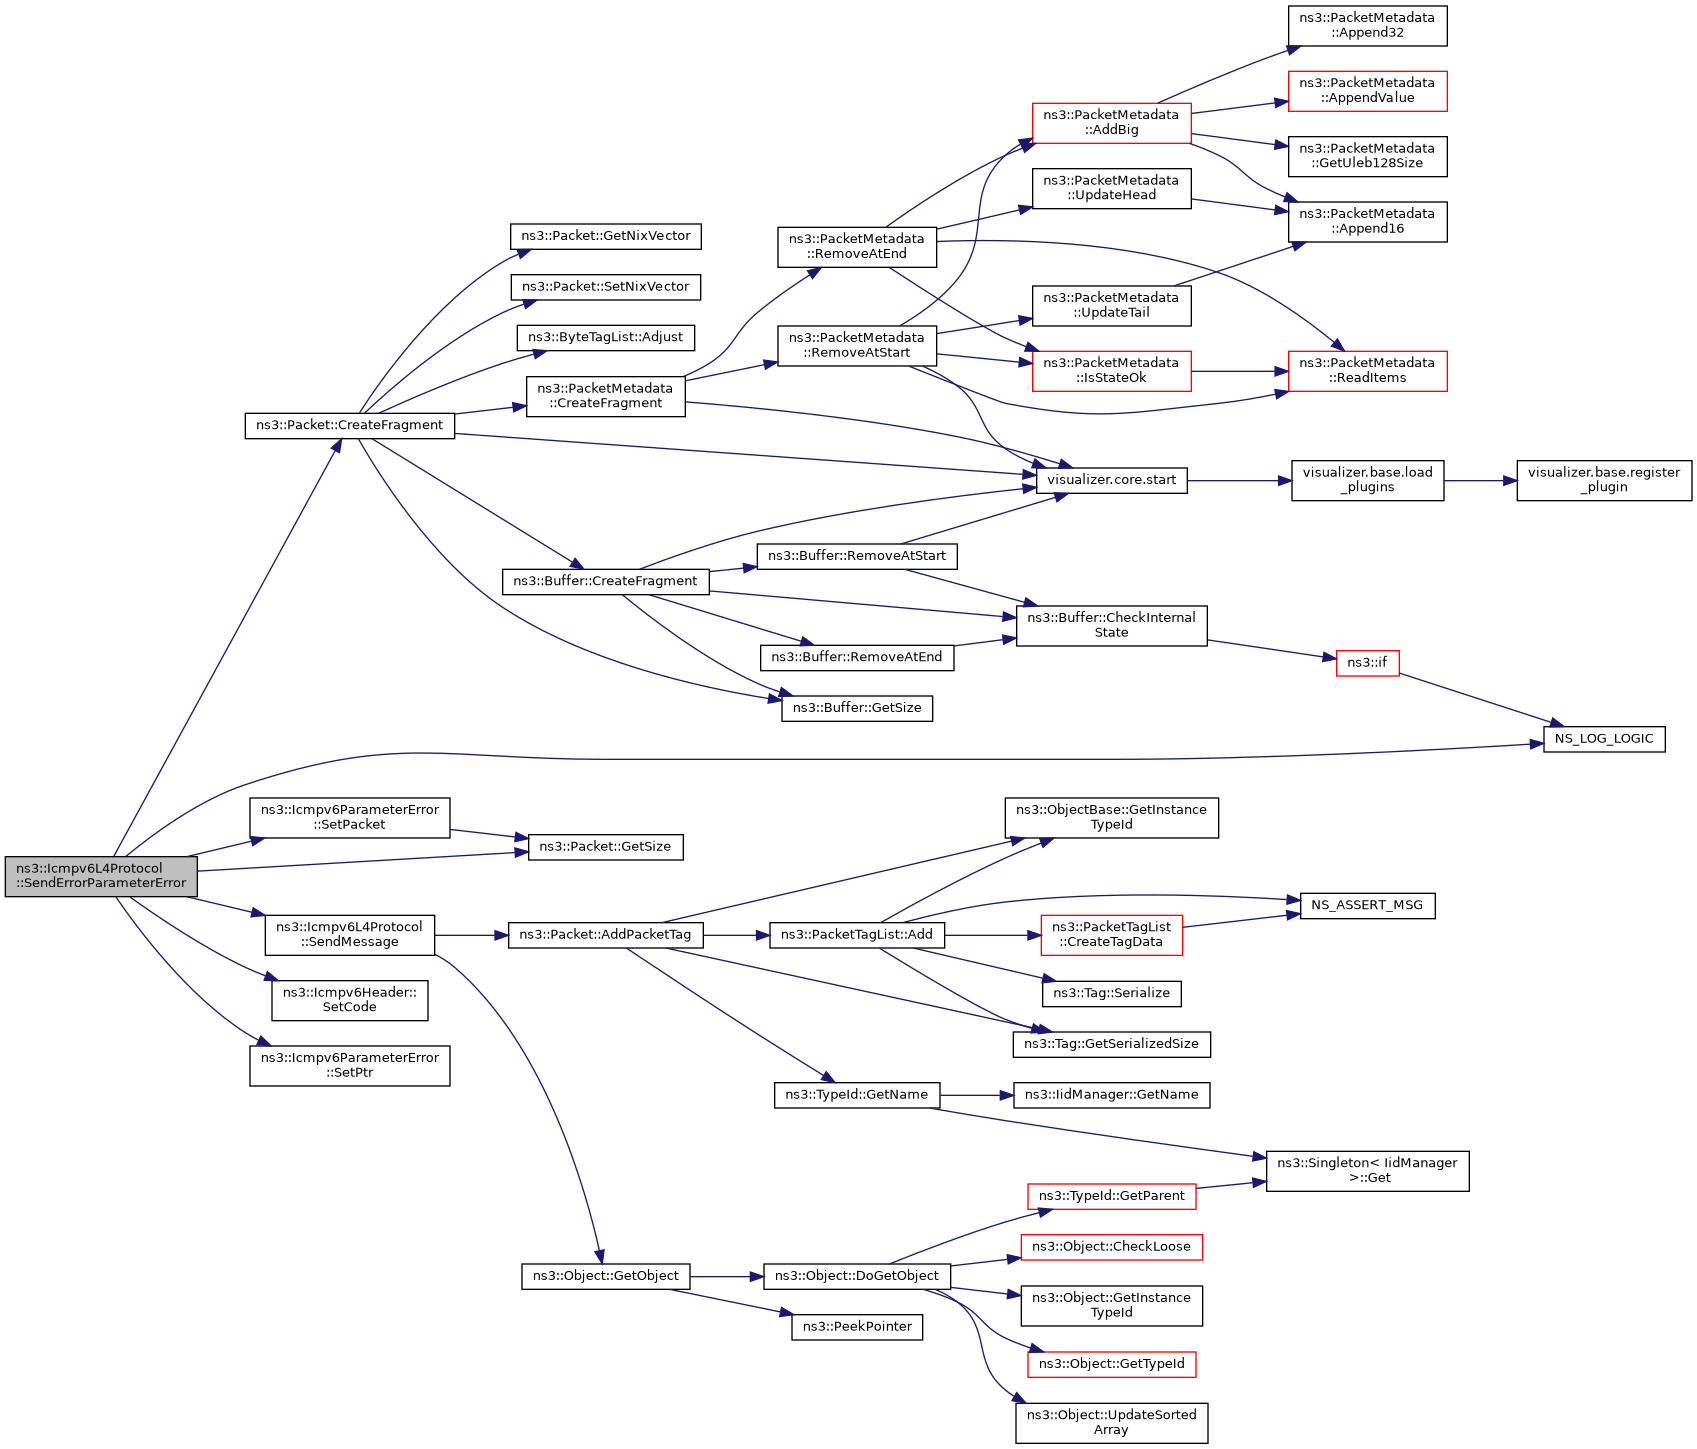 ns3::PacketMetadata
::Append32
ns3::PacketMetadata
::AppendValue
ns3::PacketMetadata
::AddBig
ns3::PacketMetadata
::GetUleb128Size
ns3::PacketMetadata
::UpdateHead
ns3::PacketMetadata
::Append16
ns3::Packet::GetNixVector
ns3::PacketMetadata
::RemoveAtEnd
ns3::Packet::SetNixVector
ns3::PacketMetadata
::UpdateTail
ns3::ByteTagList::Adjust
ns3::PacketMetadata
::RemoveAtStart
ns3::PacketMetadata
::IsStateOk
ns3::PacketMetadata
::ReadItems
ns3::PacketMetadata
::CreateFragment
ns3::Packet::CreateFragment
visualizer.core.start
visualizer.base.load
_plugins
visualizer.base.register
_plugin
ns3::Buffer::RemoveAtStart
ns3::Buffer::CreateFragment
ns3::Buffer::CheckInternal
State
ns3::Buffer::RemoveAtEnd
ns3::if
ns3::Buffer::GetSize
NS_LOG_LOGIC
ns3::Icmpv6ParameterError
::SetPacket
ns3::ObjectBase::GetInstance
TypeId
ns3::Packet::GetSize
ns3::Icmpv6L4Protocol
::SendErrorParameterError
NS_ASSERT_MSG
ns3::Icmpv6L4Protocol
::SendMessage
ns3::Packet::AddPacketTag
ns3::PacketTagList::Add
ns3::PacketTagList
::CreateTagData
ns3::Icmpv6Header::
SetCode
ns3::Tag::Serialize
ns3::Tag::GetSerializedSize
ns3::Icmpv6ParameterError
::SetPtr
ns3::TypeId::GetName
ns3::IidManager::GetName
ns3::Singleton< IidManager
>::Get
ns3::TypeId::GetParent
ns3::Object::CheckLoose
ns3::Object::GetObject
ns3::Object::DoGetObject
ns3::Object::GetInstance
TypeId
ns3::PeekPointer
ns3::Object::GetTypeId
ns3::Object::UpdateSorted
Array